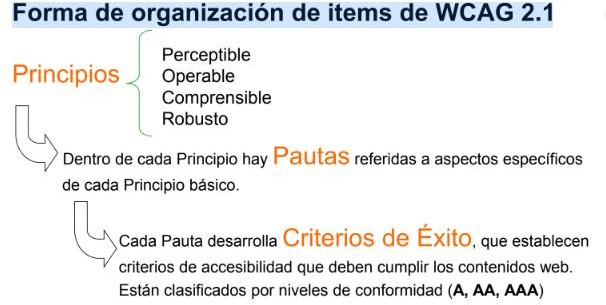 Forma de organización de items de WCAG 2.1
Principios
Perceptible
Operable
Comprensible
Robusto
Dentro de cada Principio hay Pautas referidas a aspectos específicos
de cada Principio básico.
Cada Pauta desarrolla Criterios de Éxito, que establecen
criterios de accesibilidad que deben cumplir los contenidos web.
Están clasificados por niveles de conformidad (A, AA, AAA)